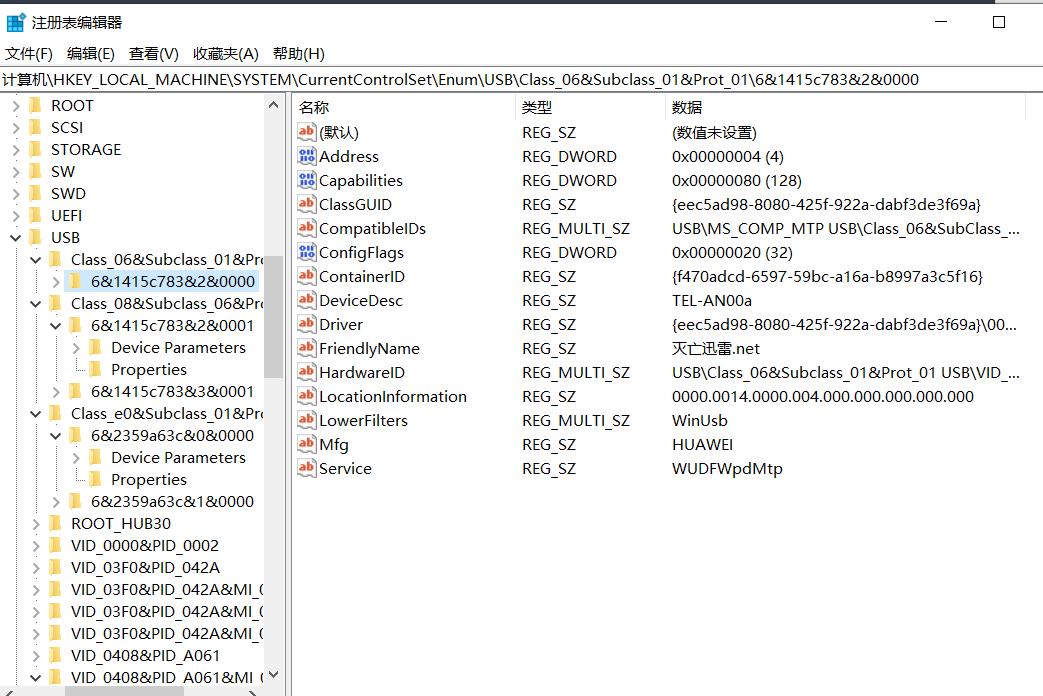 注册表编辑器
文件(F) 编辑(E) 查看(V) 收藏夹(A) 帮助(H)
计算机\HKEY_LOCAL_MACHINE\SYSTEM\CurrentControlSet\Enum\USB\Class_06&Subclass_01&Prot_01\6&1415c783&2&0000
ROOT
SCSI
STORAGE
SW
SWD
UEFI
USB
Class_06&Subclass_01&Pr
6&1415c783&2&0000
Class_08&Subclass_06&Pr
6&1415c783&2&0001
Device Parameters
Properties
6&1415c783&3&0001
Class_e0&Subclass_01&Pr
6&2359a63c&0&0000
Device Parameters
Properties
6&2359a63c&1&0000
ROOT_HUB30
VID_0000&PID_0002
VID_03F0&PID_042A
VID_03F0&PID_042A&MI_0
VID_03F0&PID_042A&MI_0
VID_03F0&PID_042A&MI_0
VID_0408&PID_A061
VID_0408&PID_A061&MI_0
名称 类型 数据
(默认) REG_SZ (数值未设置)
Address REG_DWORD 0x00000004 (4)
Capabilities REG_DWORD 0x00000080 (128)
ClassGUID REG_SZ {eec5ad98-8080-425f-922a-dabf3de3f69a}
CompatibleIDs REG_MULTI_SZ USB\MS_COMP_MTP USB\Class_06&SubClass_...
ConfigFlags REG_DWORD 0x00000020 (32)
ContainerID REG_SZ {f470adcd-6597-59bc-a16a-b8997a3c5f16}
DeviceDesc REG_SZ TEL-AN00a
Driver REG_SZ {eec5ad98-8080-425f-922a-dabf3de3f69a}\00...
FriendlyName REG_SZ 灭亡迅雷.net
HardwareID REG_MULTI_SZ USB\Class_06&Subclass_01&Prot_01 USB\VID_...
LocationInformation REG_SZ 0000.0014.0000.004.000.000.000.000.000
LowerFilters REG_MULTI_SZ WinUsb
Mfg REG_SZ HUAWEI
Service REG_SZ WUDFWpdMtp